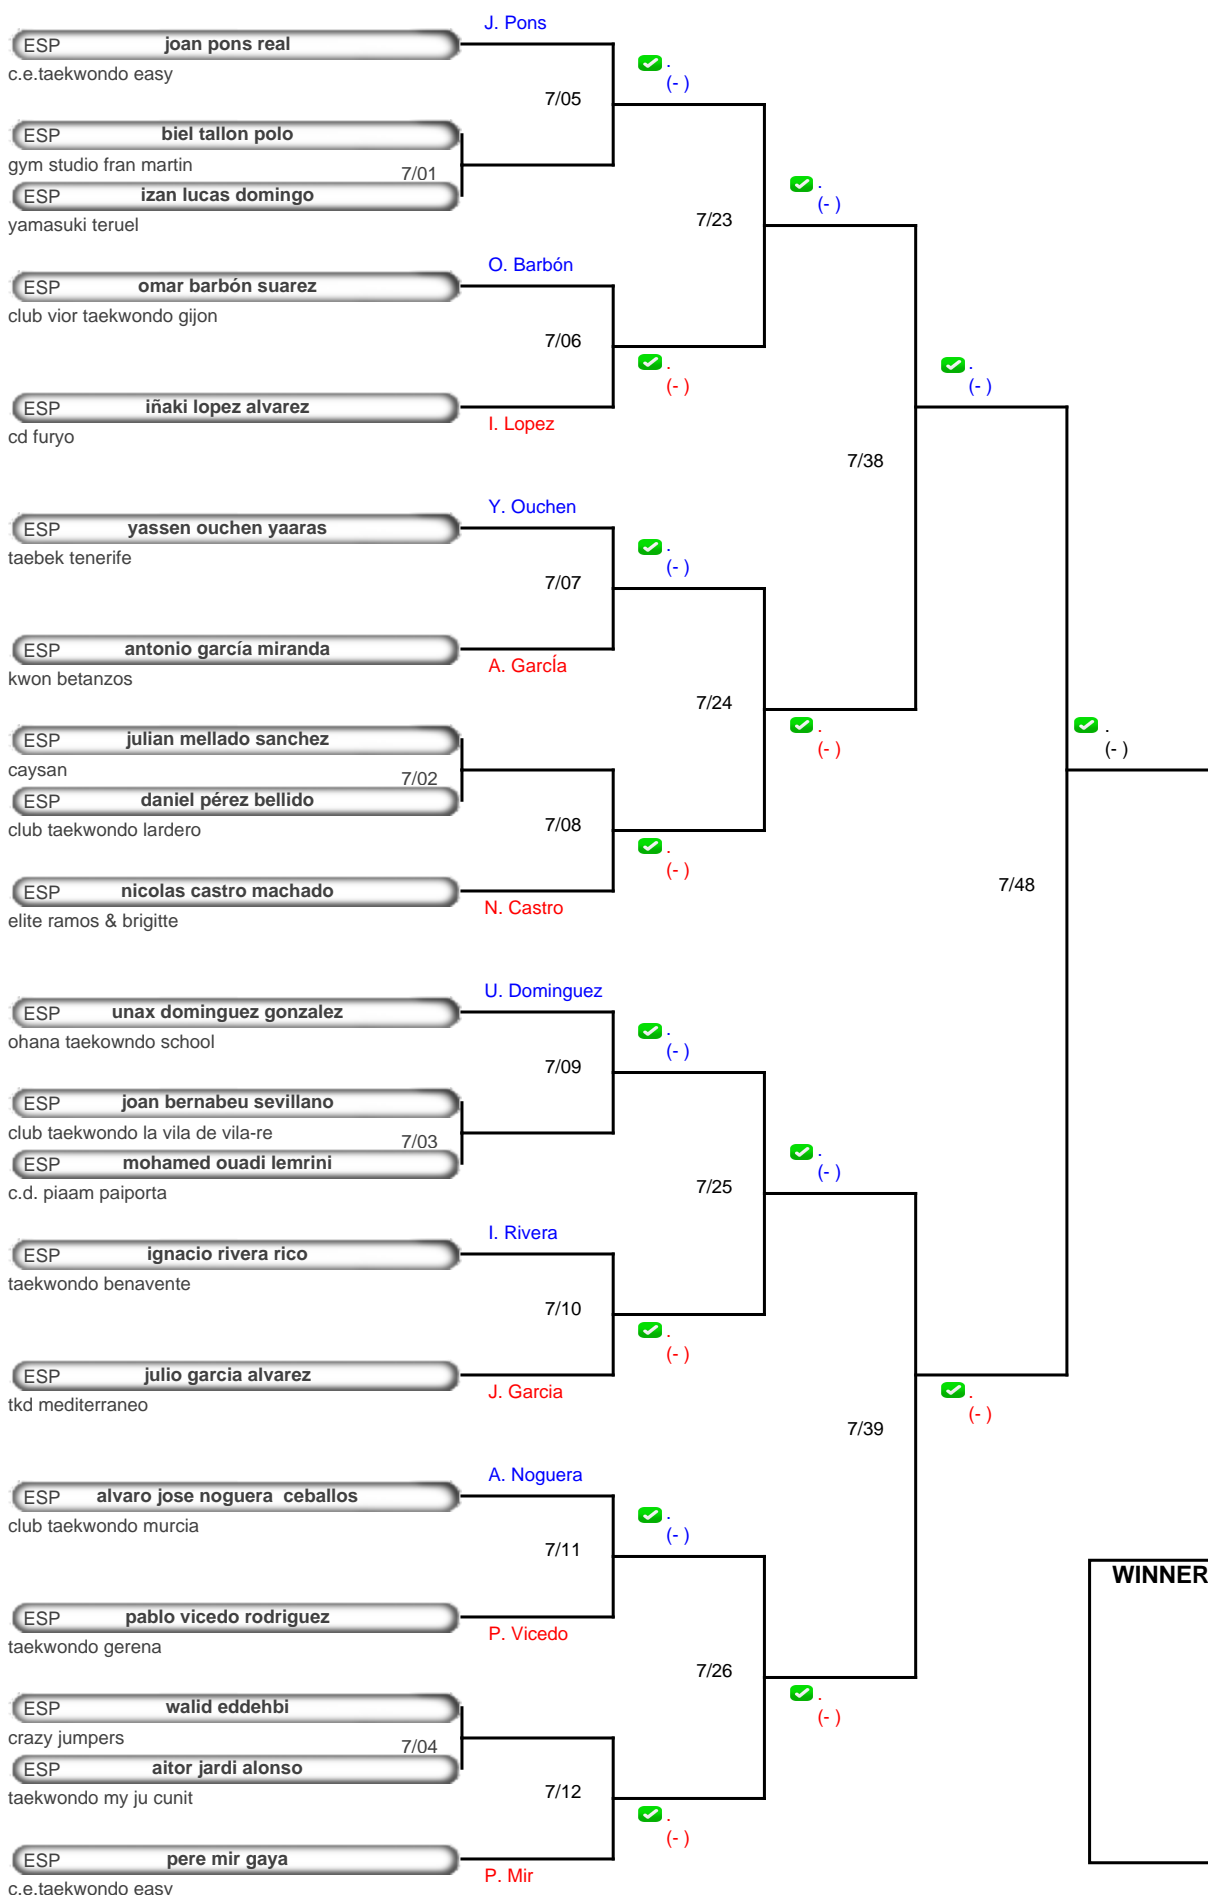 J. Pons
ESP joan pons real
c.e.taekwondo easy
.
(- )
7/05
ESP biel tallon polo
gym studio fran martin
7/01
ESP izan lucas domingo
yamasuki teruel
.
(- )
7/23
O. Barbón
ESP omar barbón suarez
club vior taekwondo gijon
7/06
.
(- )
.
(- )
ESP iñaki lopez alvarez
cd furyo
I. Lopez
7/38
Y. Ouchen
ESP yassen ouchen yaaras
taebek tenerife
.
(- )
7/07
ESP antonio garcía miranda
kwon betanzos
A. GarcÍa
7/24
.
(- )
.
(- )
ESP julian mellado sanchez
caysan
7/02
ESP daniel pérez bellido
club taekwondo lardero
7/08
.
(- )
ESP nicolas castro machado
elite ramos & brigitte
N. Castro
7/48
U. Dominguez
ESP unax dominguez gonzalez
ohana taekowndo school
.
(- )
7/09
ESP joan bernabeu sevillano
club taekwondo la vila de vila-re
7/03
ESP mohamed ouadi lemrini
c.d. piaam paiporta
.
(- )
7/25
I. Rivera
ESP ignacio rivera rico
taekwondo benavente
7/10
.
(- )
ESP julio garcia alvarez
tkd mediterraneo
J. Garcia
.
(- )
7/39
A. Noguera
ESP alvaro jose noguera  ceballos
club taekwondo murcia
.
(- )
7/11
WINNER
ESP pablo vicedo rodriguez
taekwondo gerena
P. Vicedo
7/26
.
(- )
ESP walid eddehbi
crazy jumpers
7/04
ESP aitor jardi alonso
taekwondo my ju cunit
7/12
.
(- )
ESP pere mir gaya
c.e.taekwondo easy
P. Mir